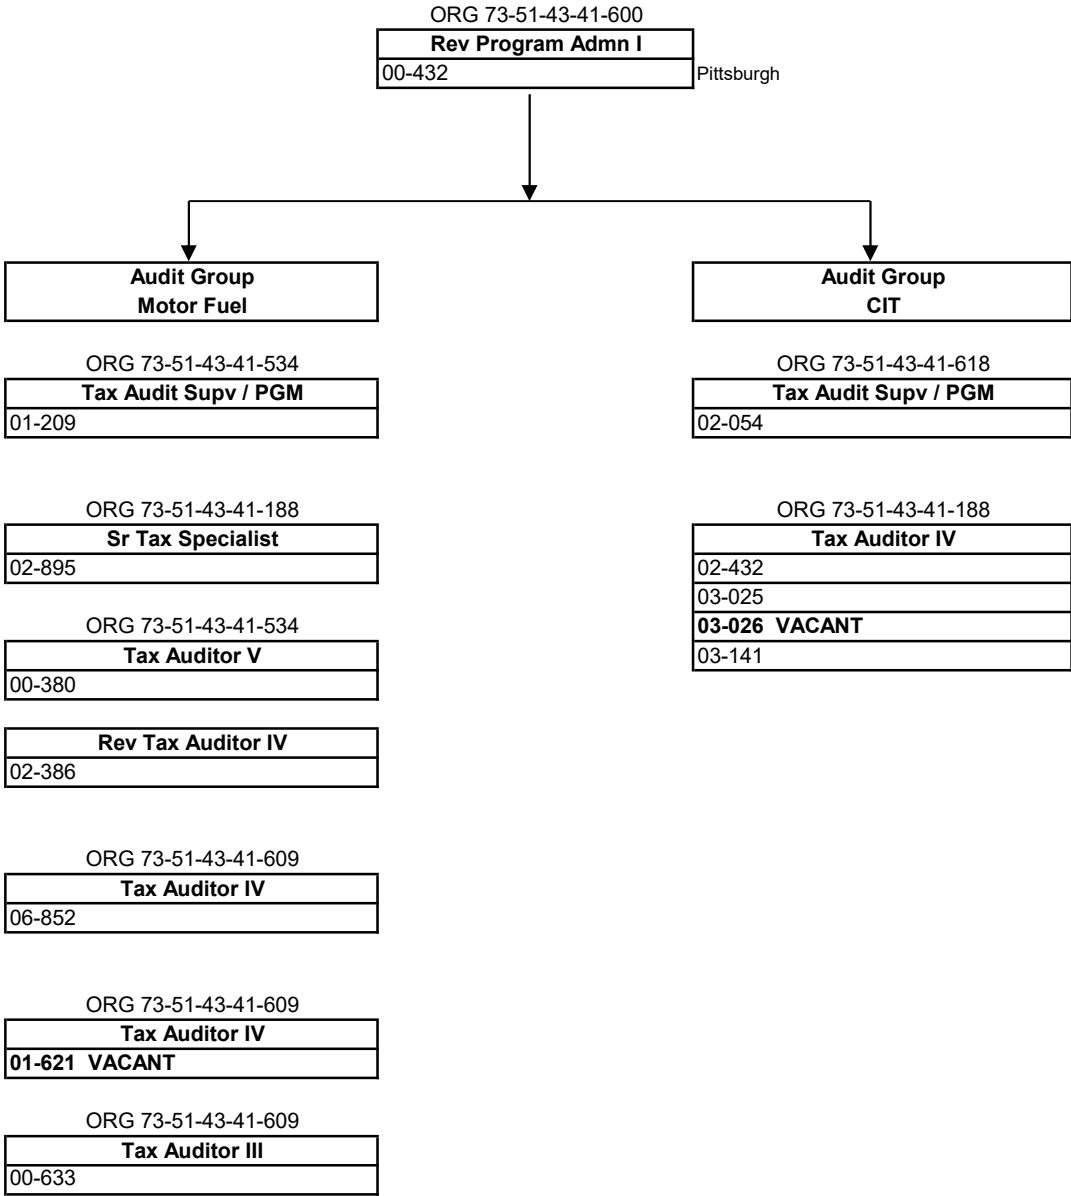 ORG 73-51-43-41-600
Rev Program Admn I
00-432
Pittsburgh
Audit Group
Motor Fuel
ORG 73-51-43-41-534
Tax Audit Supv / PGM
01-209
ORG 73-51-43-41-188
Sr Tax Specialist
02-895
ORG 73-51-43-41-534
Tax Auditor V
00-380
Rev Tax Auditor IV
02-386
ORG 73-51-43-41-609
Tax Auditor IV
06-852
ORG 73-51-43-41-609
Tax Auditor IV
01-621 VACANT
ORG 73-51-43-41-609
Tax Auditor III
00-633
Audit Group
CIT
ORG 73-51-43-41-618
Tax Audit Supv / PGM
02-054
ORG 73-51-43-41-188
Tax Auditor IV
02-432
03-025
03-026 VACANT
03-141